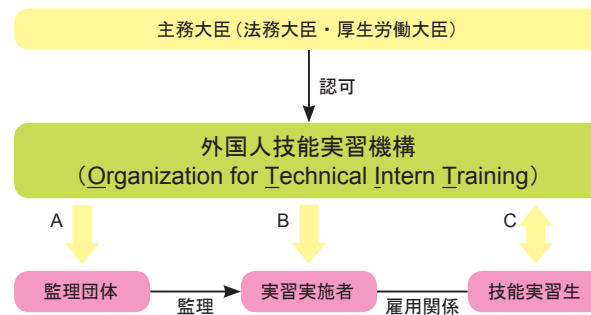 主務大臣（法務大臣・厚生労働大臣）
認可
外国人技能実習機構
（Organization for Technical Intern Training）
A
B
C
監理団体
監理
実習実施者
雇用関係
技能実習生